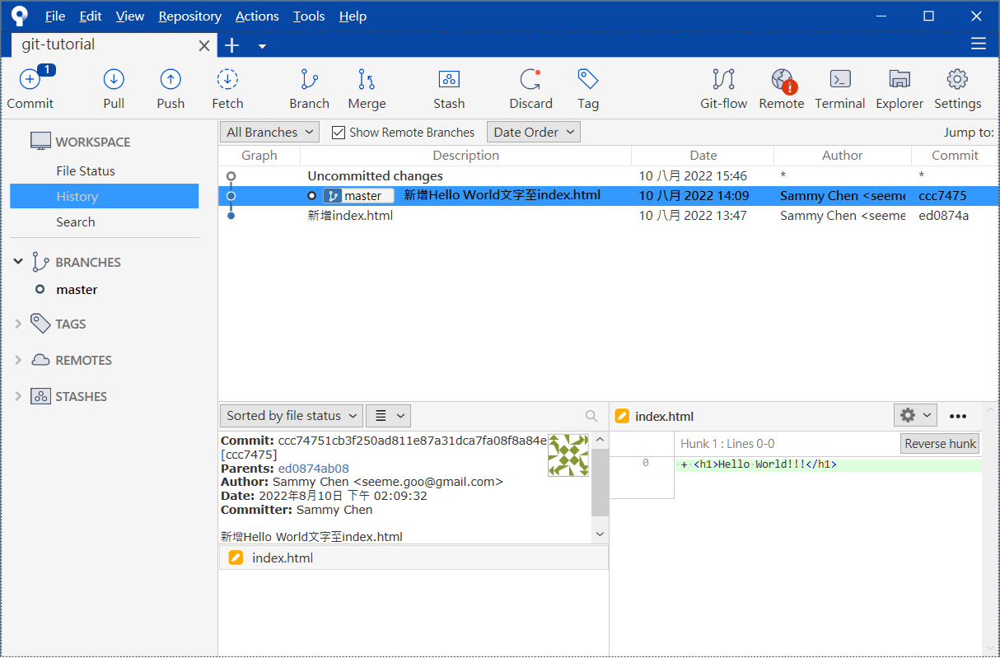 File Edit View Repository Actions Tools Help
git-tutorial
1
Commit Pull Push Fetch Branch Merge Stash Discard Tag Git-flow Remote Terminal Explorer Settings
WORKSPACE
File Status
History
Search
BRANCHES
master
TAGS
REMOTES
STASHES
All Branches Show Remote Branches Date Order Jump to:
Graph Description Date Author Commit
Uncommitted changes 10 八月 2022 15:46 * *
master 新增Hello World文字至index.html 10 八月 2022 14:09 Sammy Chen <seeme ccc7475
新增index.html 10 八月 2022 13:47 Sammy Chen <seeme ed0874a
Sorted by file status
Commit: ccc74751cb3f250ad811e87a31dca7fa08f8a84e
[ccc7475]
Parents: ed0874ab08
Author: Sammy Chen <seeme.goo@gmail.com>
Date: 2022年8月10日 下午 02:09:32
Committer: Sammy Chen
新增Hello World文字至index.html
index.html
index.html
Hunk 1 : Lines 0-0 Reverse hunk
0 + <h1>Hello World!!!</h1>